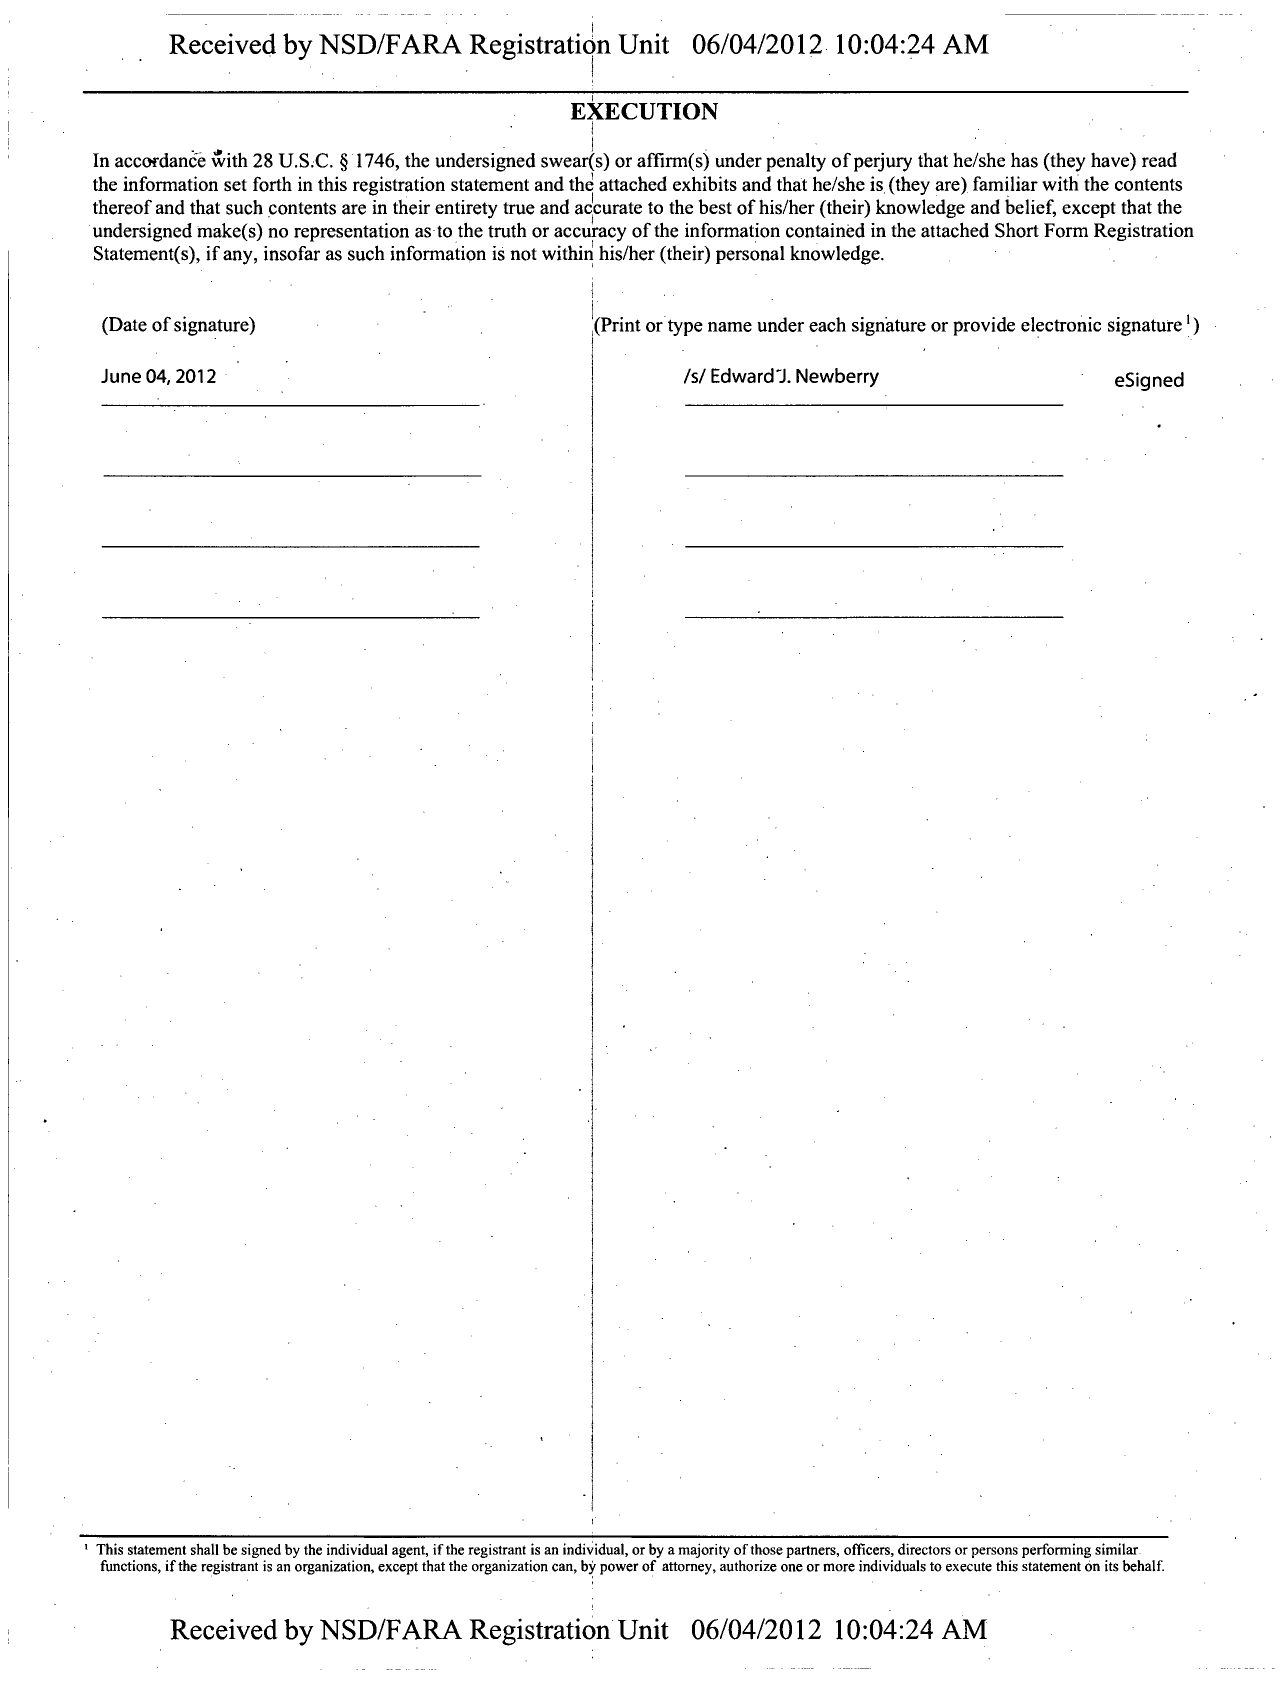 Received by NSD/FARA Registration Unit 06/04/2012 10:04:24 AM
EXECUTION
In accordance with 28 U.S.C. § 1746, the undersigned swear(s) or affirm(s) under penalty of perjury that he/she has (they have) read
the information set forth in this registration statement and the attached exhibits and that he/she is (they are) familiar with the contents
thereof and that such contents are in their entirety true and accurate to the best of his/her (their) knowledge and belief, except that the
undersigned make(s) no representation as to the truth or accuracy of the information contained in the attached Short Form Registration
Statement(s), if any, insofar as such information is not within his/her (their) personal knowledge.
(Date of signature) (Print or type name under each signature or provide electronic signature ¹)
June 04, 2012 /s/ Edward J. Newberry eSigned
¹ This statement shall be signed by the individual agent, if the registrant is an individual, or by a majority of those partners, officers, directors or persons performing similar
functions, if the registrant is an organization, except that the organization can, by power of attorney, authorize one or more individuals to execute this statement on its behalf.
Received by NSD/FARA Registration Unit 06/04/2012 10:04:24 AM